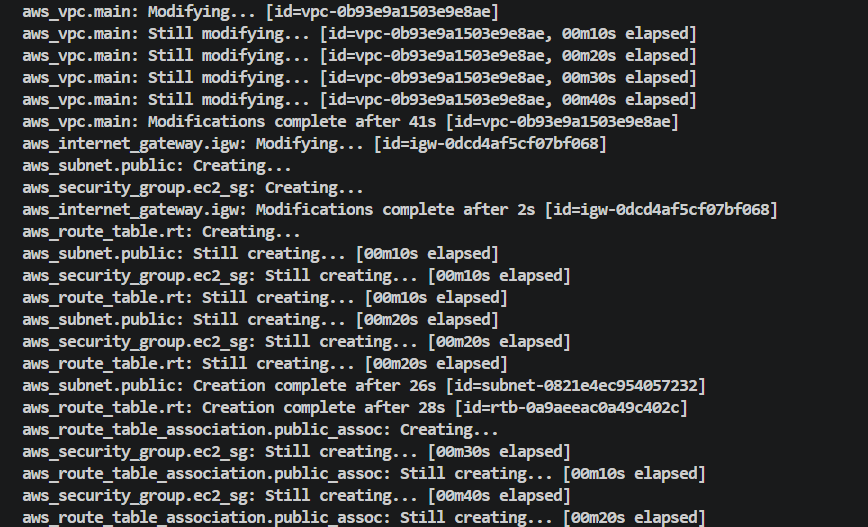 aws_vpc.main: Modifying... [id=vpc-0b93e9a1503e9e8ae]
aws_vpc.main: Still modifying... [id=vpc-0b93e9a1503e9e8ae, 00m10s elapsed]
aws_vpc.main: Still modifying... [id=vpc-0b93e9a1503e9e8ae, 00m20s elapsed]
aws_vpc.main: Still modifying... [id=vpc-0b93e9a1503e9e8ae, 00m30s elapsed]
aws_vpc.main: Still modifying... [id=vpc-0b93e9a1503e9e8ae, 00m40s elapsed]
aws_vpc.main: Modifications complete after 41s [id=vpc-0b93e9a1503e9e8ae]
aws_internet_gateway.igw: Modifying... [id=igw-0dcd4af5cf07bf068]
aws_subnet.public: Creating...
aws_security_group.ec2_sg: Creating...
aws_internet_gateway.igw: Modifications complete after 2s [id=igw-0dcd4af5cf07bf068]
aws_route_table.rt: Creating...
aws_subnet.public: Still creating... [00m10s elapsed]
aws_security_group.ec2_sg: Still creating... [00m10s elapsed]
aws_route_table.rt: Still creating... [00m10s elapsed]
aws_subnet.public: Still creating... [00m20s elapsed]
aws_security_group.ec2_sg: Still creating... [00m20s elapsed]
aws_route_table.rt: Still creating... [00m20s elapsed]
aws_subnet.public: Creation complete after 26s [id=subnet-0821e4ec954057232]
aws_route_table.rt: Creation complete after 28s [id=rtb-0a9aeeac0a49c402c]
aws_route_table_association.public_assoc: Creating...
aws_security_group.ec2_sg: Still creating... [00m30s elapsed]
aws_route_table_association.public_assoc: Still creating... [00m10s elapsed]
aws_security_group.ec2_sg: Still creating... [00m40s elapsed]
aws_route_table_association.public_assoc: Still creating... [00m20s elapsed]